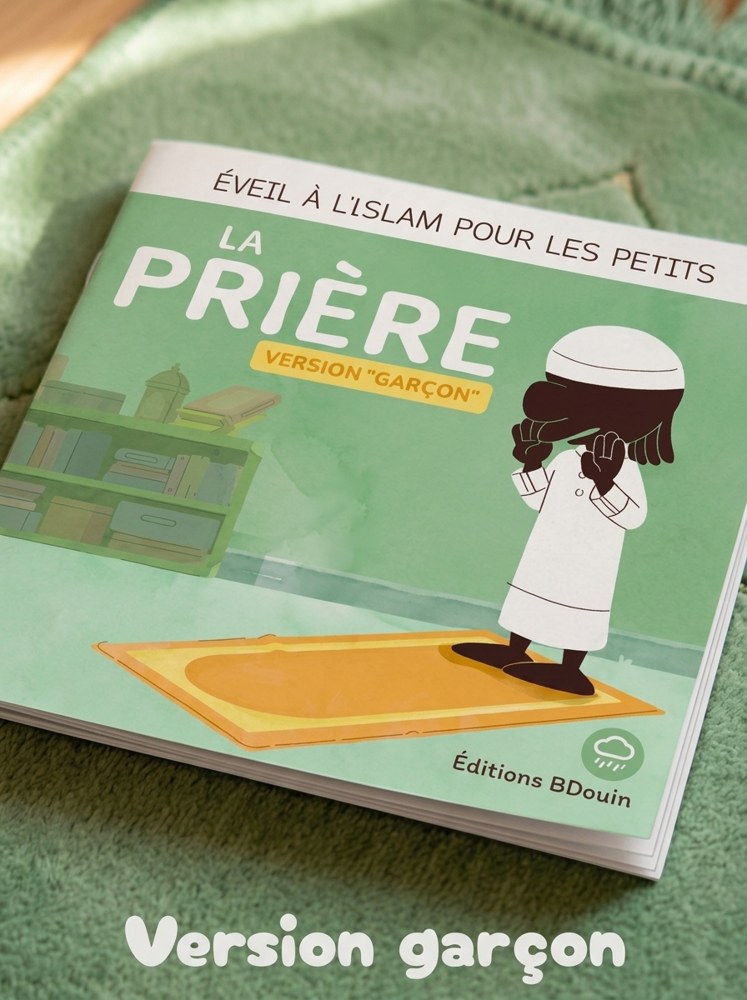 ÉVEIL À L'ISLAM POUR LES PETITS
LA
PRIÈRE
VERSION "GARÇON"
Éditions BDouin
Version garçon